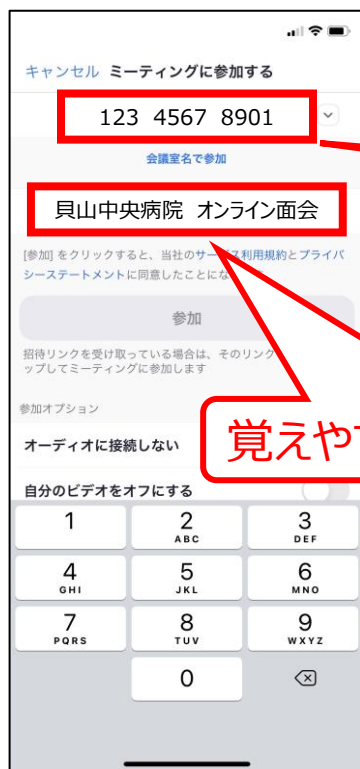 キャンセル ミーティングに参加する
123 4567 8901
会議室名で参加
貝山中央病院 オンライン面会
[参加] をクリックすると、当社のサービス利用規約とプライバ
シーステートメントに同意したことにな
参加
招待リンクを受け取っている場合は、そのリンク
ップしてミーティングに参加します
参加オプション
オーディオに接続しない
覚えや
自分のビデオをオフにする
1 2 3
ABC DEF
4 5 6
GHI JKL MNO
7 8 9
PQRS TUV WXYZ
0